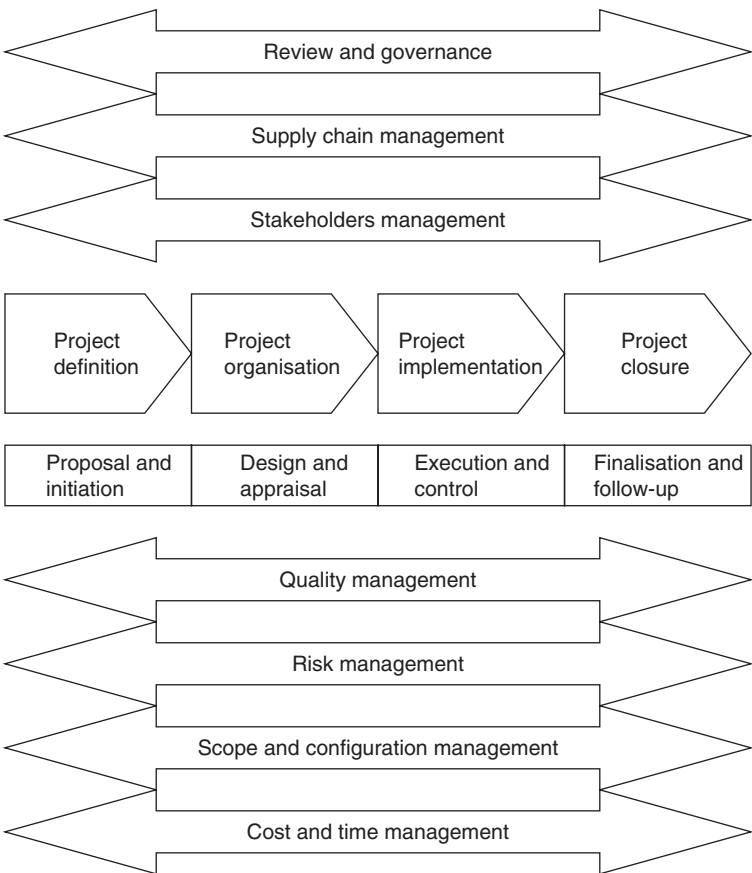 Review and governance
Supply chain management
Stakeholders management
Project
definition
Project
organisation
Project
implementation
Project
closure
Proposal and
initiation
Design and
appraisal
Execution and
control
Finalisation and
follow-up
Quality management
Risk management
Scope and configuration management
Cost and time management